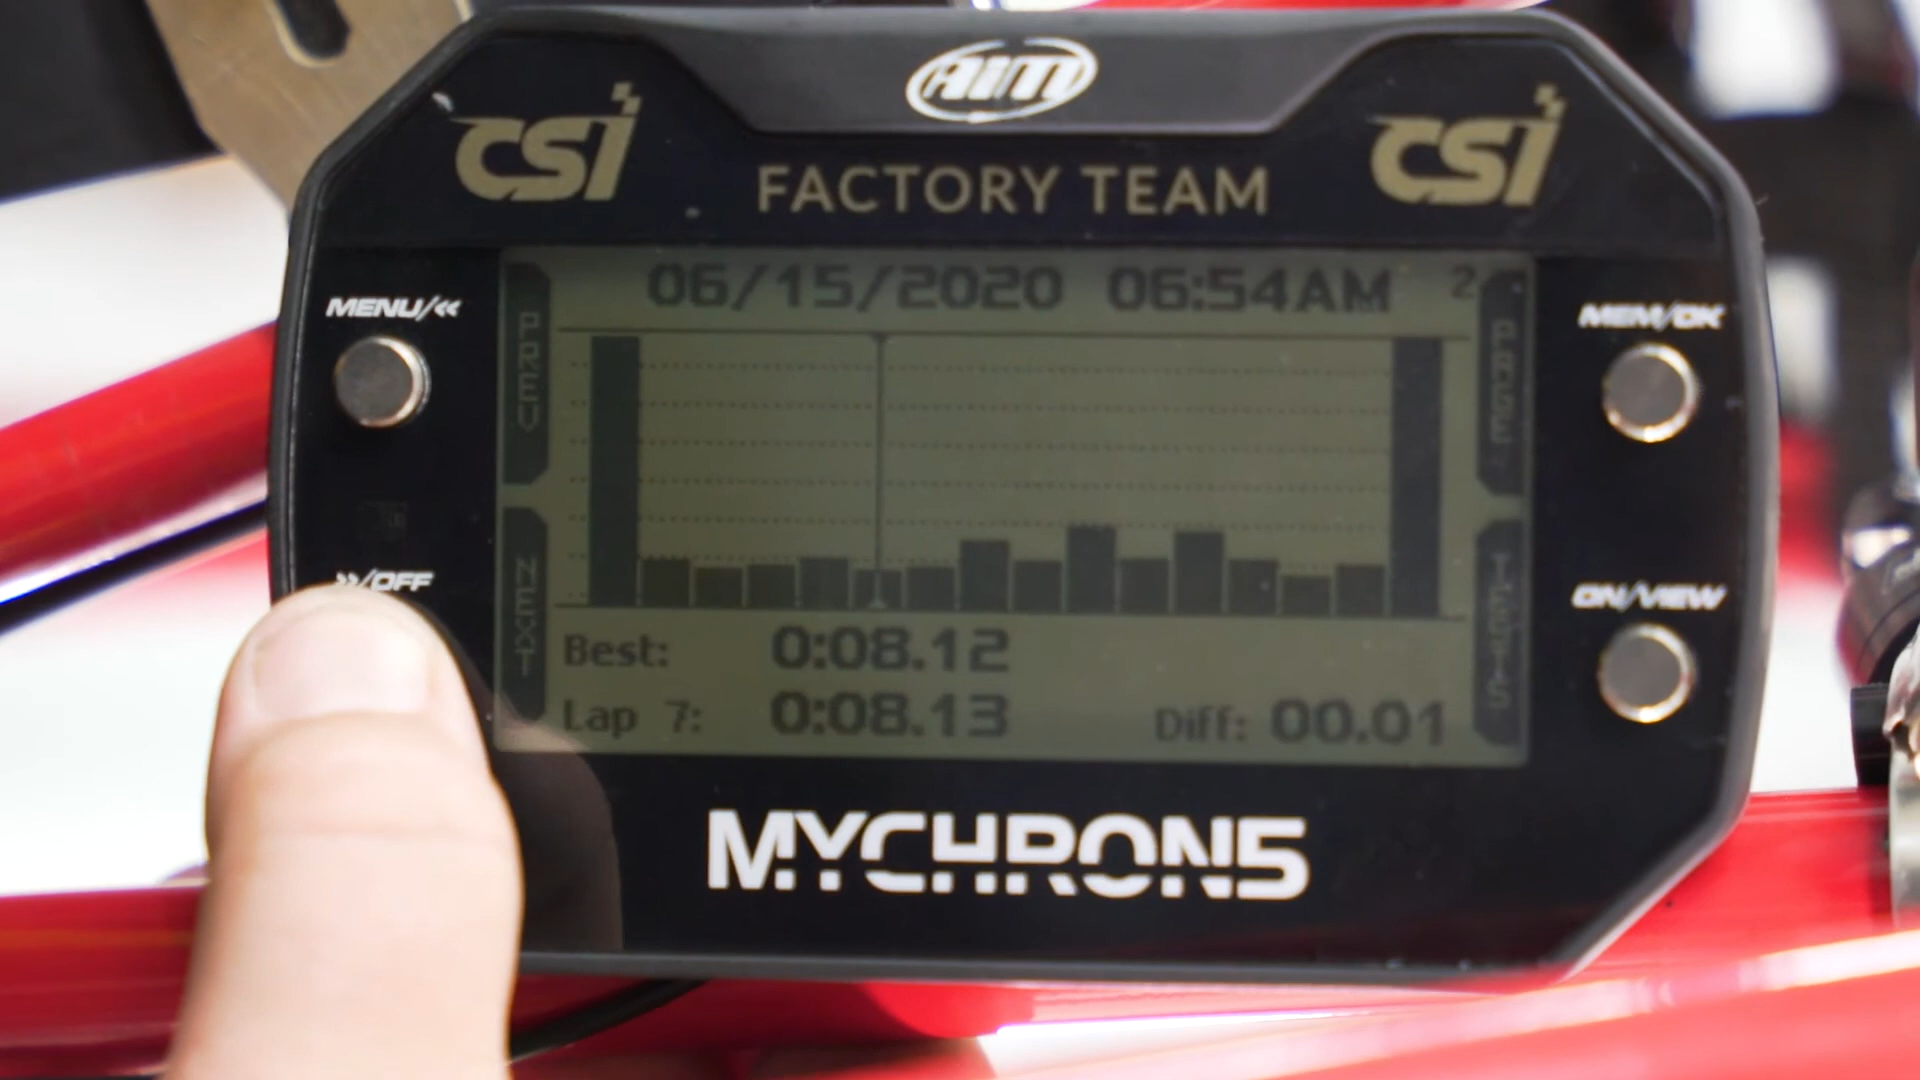 AIM
CSI
CSI
FACTORY TEAM
MENU/<<
MEM/OK
>>/OFF
ON/VIEW
06/15/2020 06:54AM 2
PREV
NEXT
PAGE
Best: 0:08.12
Lap 7: 0:08.13 Diff: 00.01
MYCHRON5